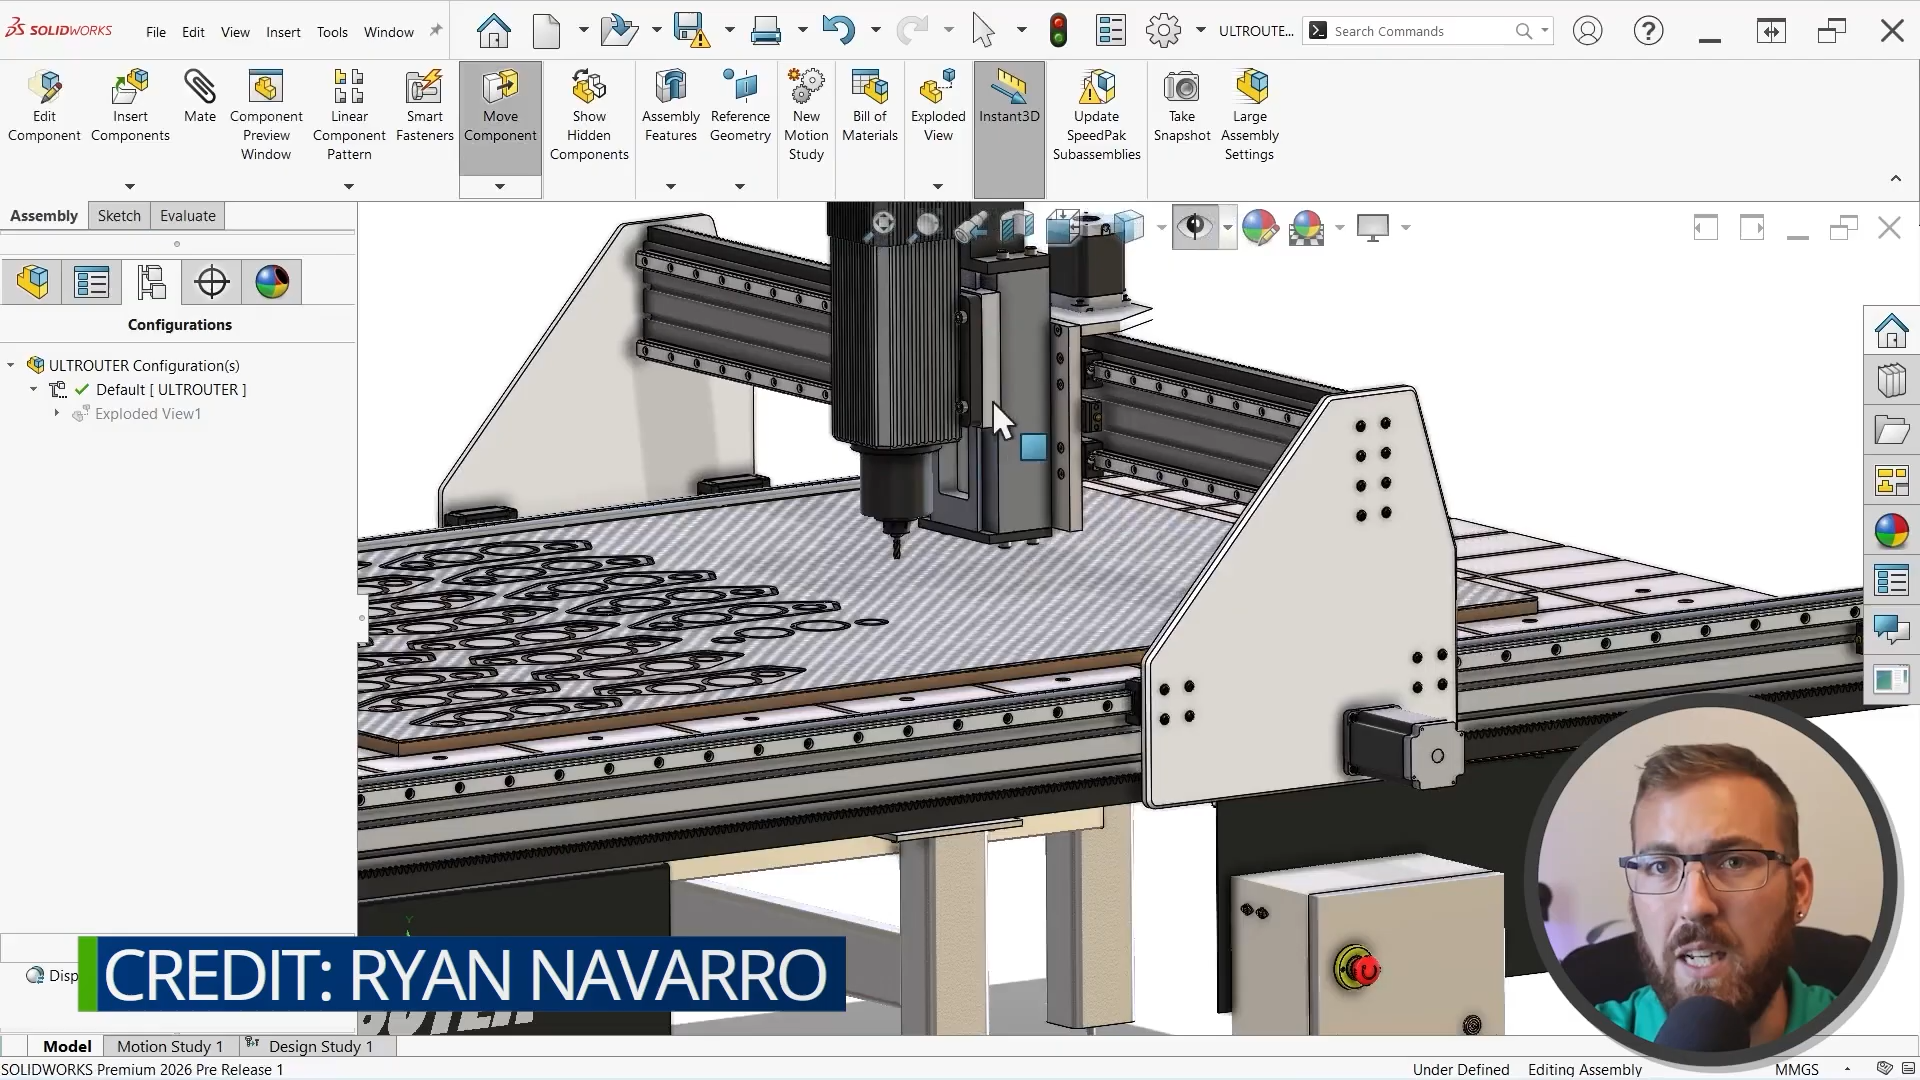 SOLIDWORKS
File Edit View Insert Tools Window
ULTROUTE...
Search Commands
Edit Component
Insert Components
Mate
Component Preview Window
Linear Component Pattern
Smart Fasteners
Move Component
Show Hidden Components
Assembly Features
Reference Geometry
New Motion Study
Bill of Materials
Exploded View
Instant3D
Update SpeedPak Subassemblies
Take Snapshot
Large Assembly Settings
Assembly Sketch Evaluate
Configurations
ULTROUTER Configuration(s)
Default [ ULTROUTER ]
Exploded View1
Y
Disp
CREDIT: RYAN NAVARRO
Model Motion Study 1 Design Study 1
SOLIDWORKS Premium 2026 Pre Release 1
Under Defined Editing Assembly MMGS